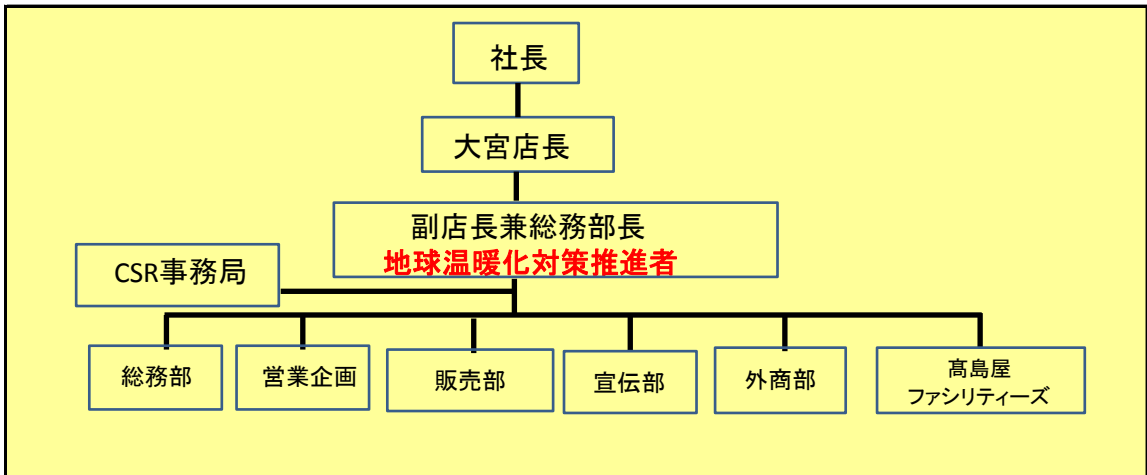 社長
大宮店長
副店長兼総務部長
地球温暖化対策推進者
CSR事務局
総務部
営業企画
販売部
宣伝部
外商部
髙島屋
ファシリティーズ